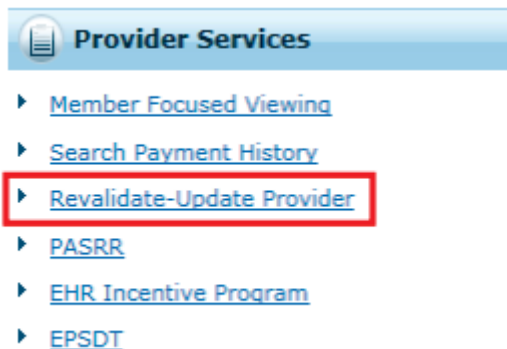 Provider Services
Member Focused Viewing
Search Payment History
Revalidate-Update Provider
PASRR
EHR Incentive Program
EPSDT